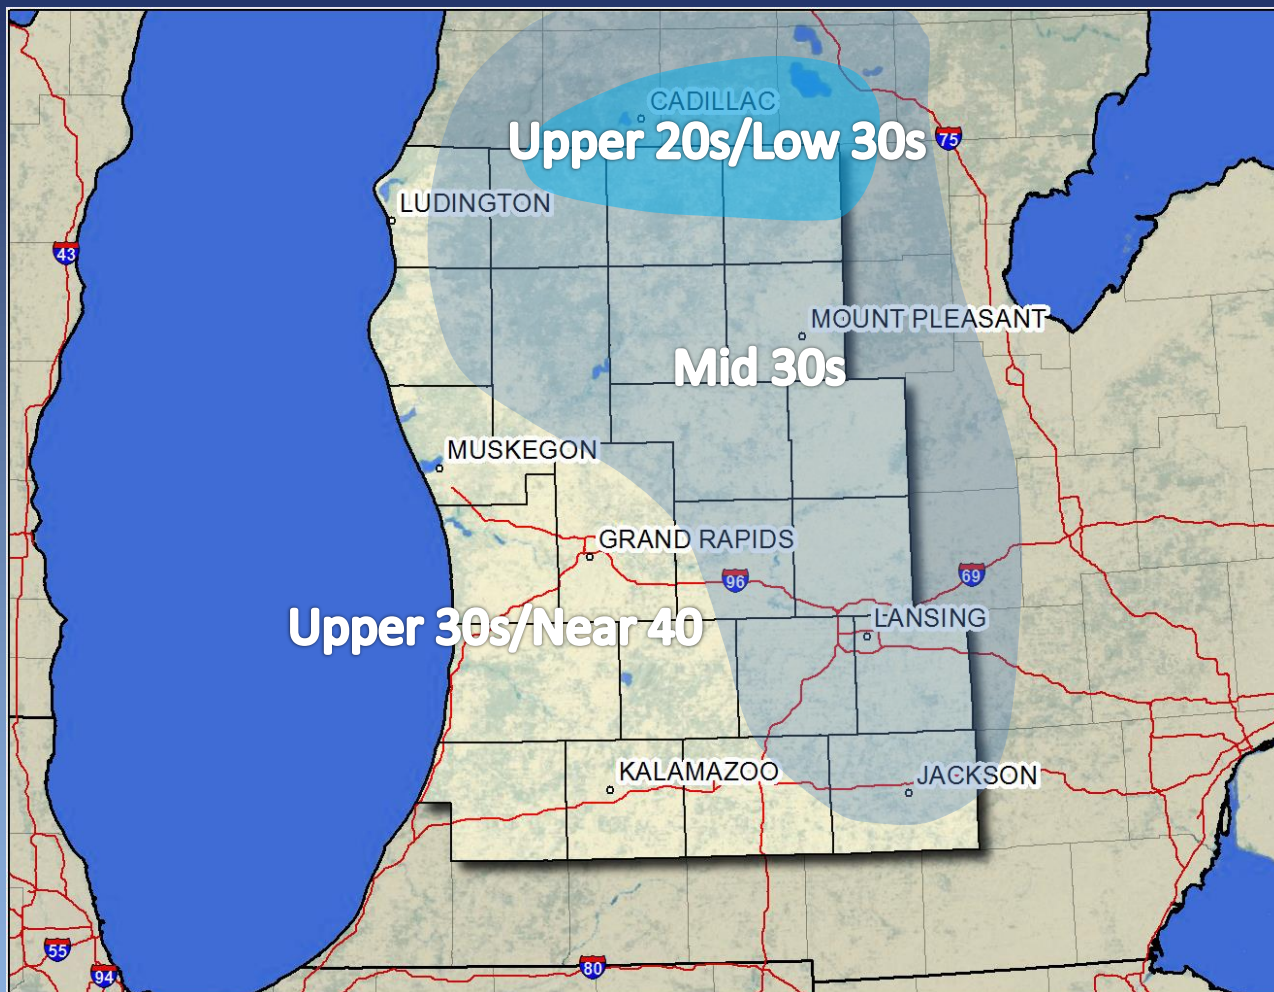 CADILLAC
Upper 20s/Low 30s
75
LUDINGTON
43
MOUNT PLEASANT
Mid 30s
MUSKEGON
GRAND RAPIDS
96
69
LANSING
Upper 30s/Near 40
KALAMAZOO
JACKSON
55
94
80